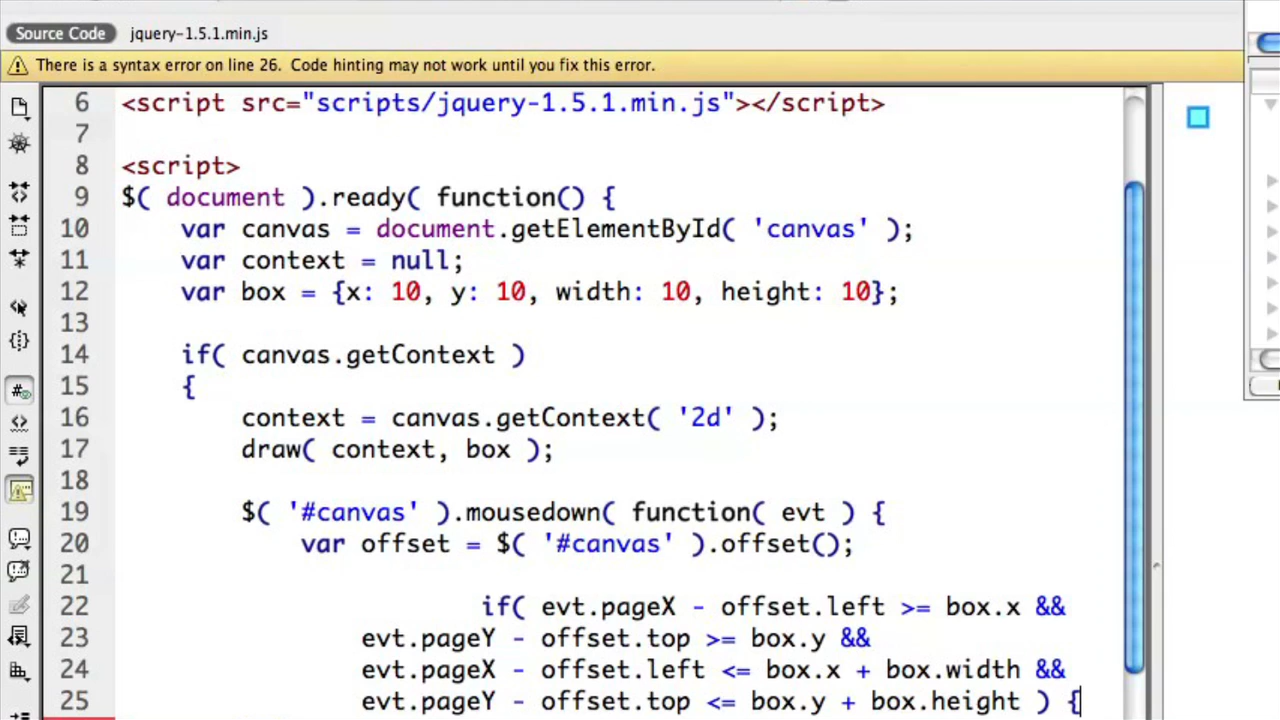 Source Code jquery-1.5.1.min.js
There is a syntax error on line 26. Code hinting may not work until you fix this error.
6 <script src="scripts/jquery-1.5.1.min.js"></script>
7
8 <script>
9 $( document ).ready( function() {
10 var canvas = document.getElementById( 'canvas' );
11 var context = null;
12 var box = {x: 10, y: 10, width: 10, height: 10};
13
14 if( canvas.getContext )
15 {
16 context = canvas.getContext( '2d' );
17 draw( context, box );
18
19 $( '#canvas' ).mousedown( function( evt ) {
20 var offset = $( '#canvas' ).offset();
21
22 if( evt.pageX - offset.left >= box.x &&
23 evt.pageY - offset.top >= box.y &&
24 evt.pageX - offset.left <= box.x + box.width &&
25 evt.pageY - offset.top <= box.y + box.height ) {